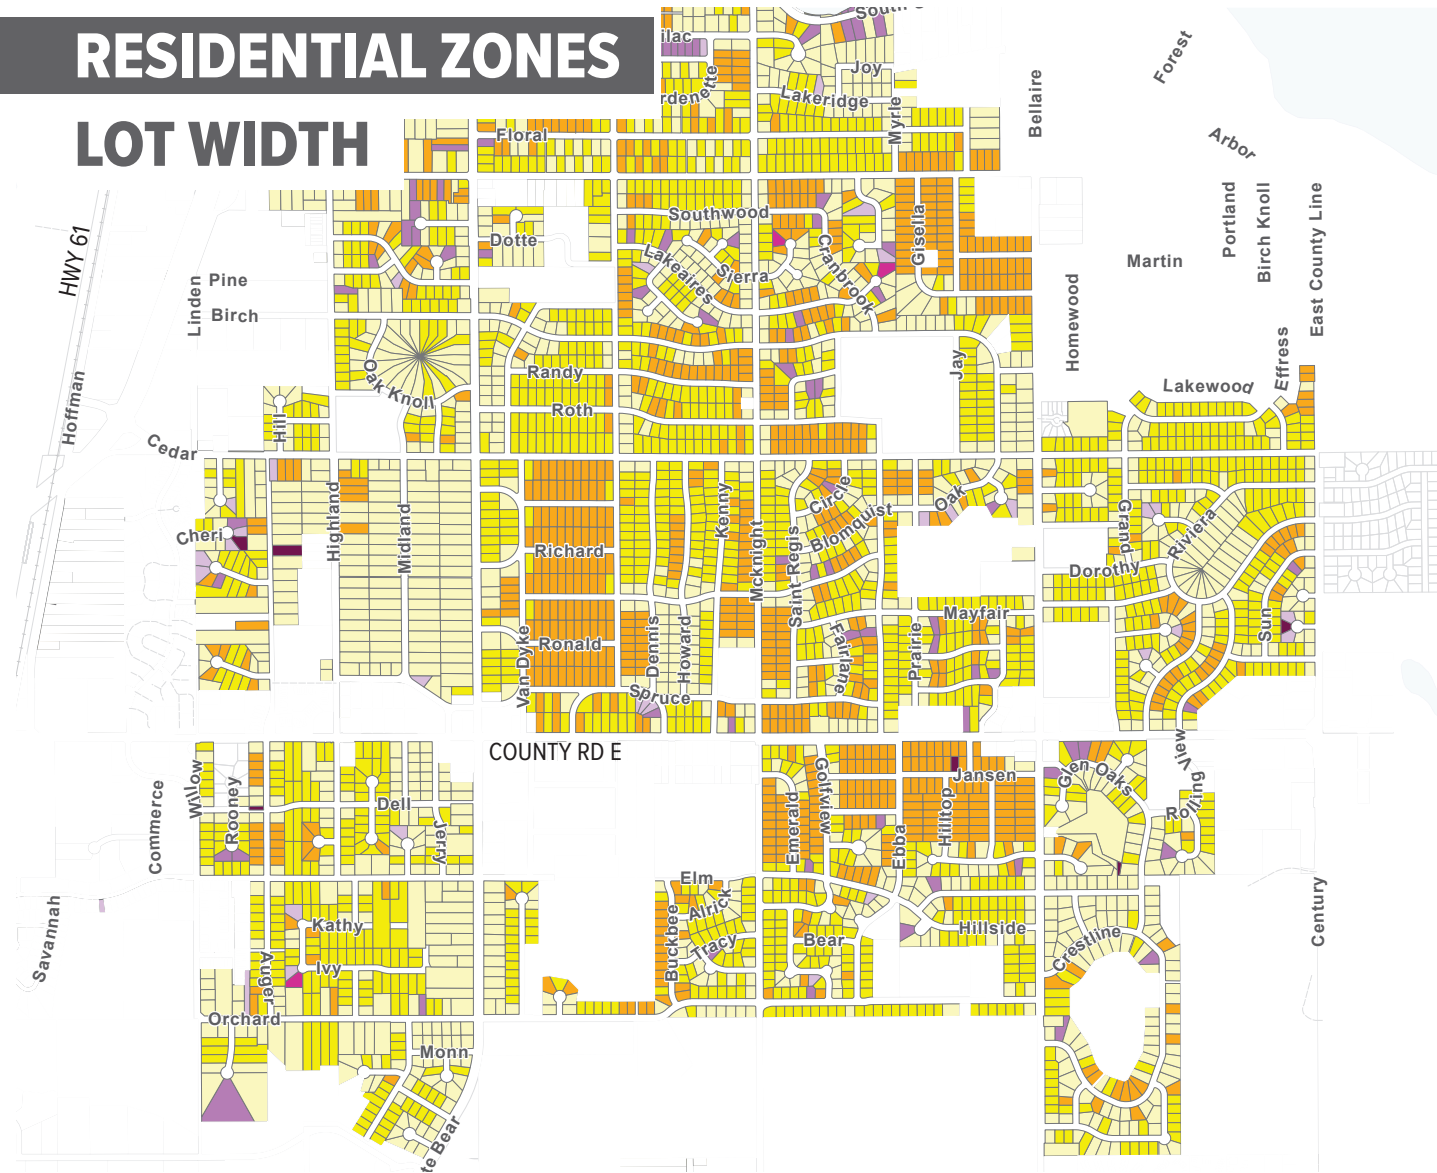 RESIDENTIAL ZONES
LOT WIDTH
Joy
Lakeridge
Myrle
Floral
Bellaire
Forest
Arbor
Portland
Birch Knoll
East County Line
Martin
HWY 61
Southwood
Dotte
Lakeaires
Sierra
Cranbrook
Gisella
Linden
Pine
Birch
Homewood
Hoffman
Oak Knoll
Randy
Roth
Jay
Lakewood
Effress
Hill
Cedar
Highland
Midland
Cheri
Richard
Kenny
Mcknight
Saint Regis
Circle
Blomquist
Oak
Grand
Riviera
Dorothy
Mayfair
Sun
Ronald
Van Dyke
Dennis
Howard
Fairlane
Prairie
Spruce
COUNTY RD E
Commerce
Willow
Rooney
Dell
Jerry
Emerald
Golfview
Ebba
Hilltop
Jansen
Glen Oaks
Rolling View
Savannah
Elm
Alrick
Tracy
Buckbee
Bear
Hillside
Crestline
Century
Kathy
Ivy
Auger
Orchard
Monn
te Bear